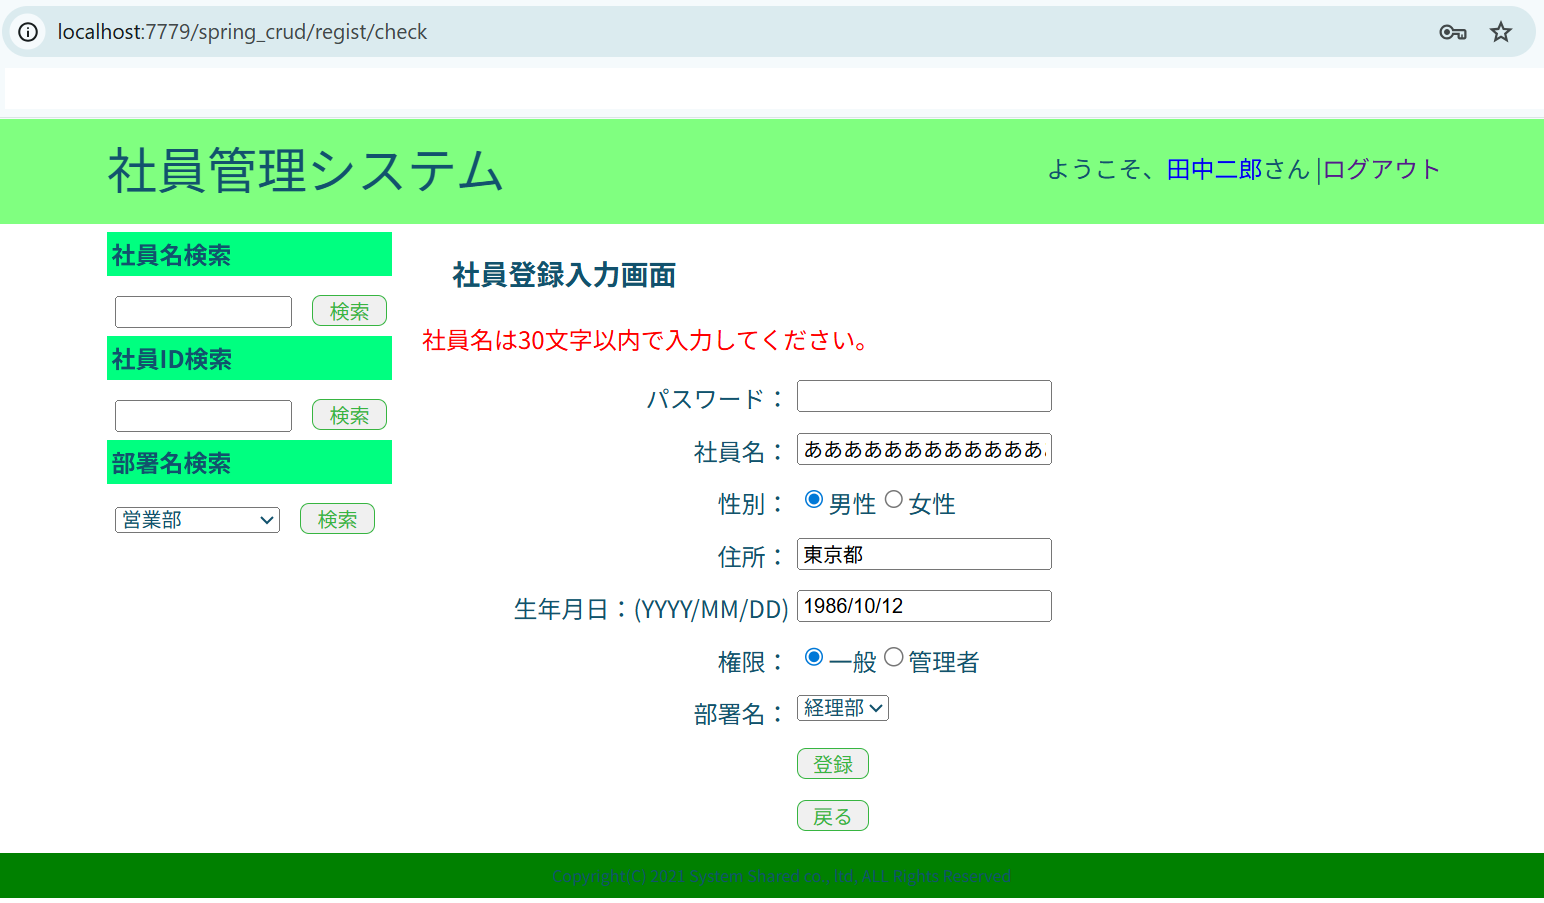 localhost:7779/spring_crud/regist/check
社員管理システム
ようこそ、田中二郎さん |ログアウト
社員名検索
検索
社員ID検索
検索
部署名検索
営業部
検索
社員登録入力画面
社員名は30文字以内で入力してください。
パスワード：
社員名： ああああああああああああ
性別： 男性 女性
住所： 東京都
生年月日：(YYYY/MM/DD) 1986/10/12
権限： 一般 管理者
部署名： 経理部
登録
戻る
Copyright(C) 2021 System Shared co., ltd, ALL Rights Reserved